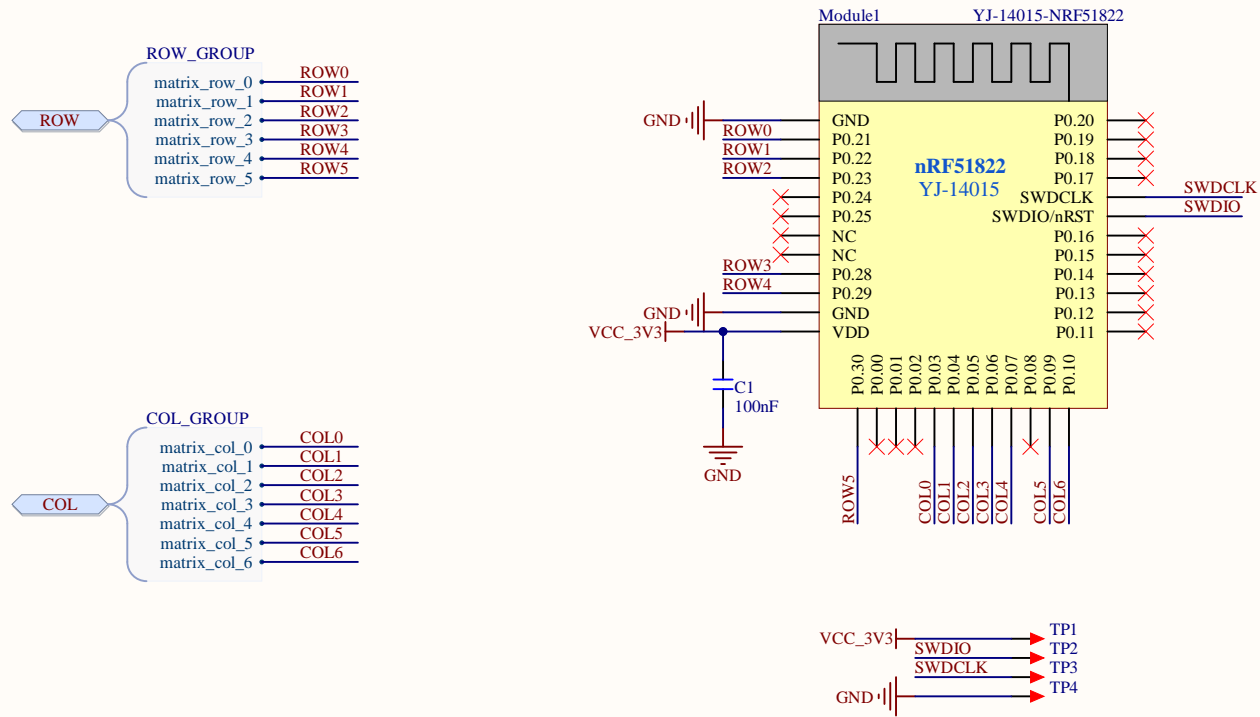 ROW_GROUP
ROW
matrix_row_0 ROW0
matrix_row_1 ROW1
matrix_row_2 ROW2
matrix_row_3 ROW3
matrix_row_4 ROW4
matrix_row_5 ROW5
COL_GROUP
COL
matrix_col_0 COL0
matrix_col_1 COL1
matrix_col_2 COL2
matrix_col_3 COL3
matrix_col_4 COL4
matrix_col_5 COL5
matrix_col_6 COL6
Module1 YJ-14015-NRF51822
nRF51822
YJ-14015
GND GND
ROW0 P0.21
ROW1 P0.22
ROW2 P0.23
P0.24
P0.25
NC
NC
ROW3 P0.28
ROW4 P0.29
GND GND
VCC_3V3 VDD
P0.20
P0.19
P0.18
P0.17
SWDCLK SWDCLK
SWDIO/nRST SWDIO
P0.16
P0.15
P0.14
P0.13
P0.12
P0.11
P0.30
P0.00
P0.01
P0.02
P0.03
P0.04
P0.05
P0.06
P0.07
P0.08
P0.09
P0.10
ROW5
COL0
COL1
COL2
COL3
COL4
COL5
COL6
C1
100nF
GND
VCC_3V3 TP1
SWDIO TP2
SWDCLK TP3
GND TP4